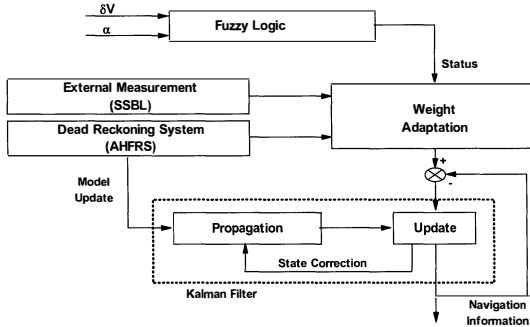 δV
α
Fuzzy Logic
Status
External Measurement
(SSBL)
Dead Reckoning System
(AHFRS)
Weight
Adaptation
+
-
Model
Update
Propagation
Update
State Correction
Kalman Filter
Navigation
Information